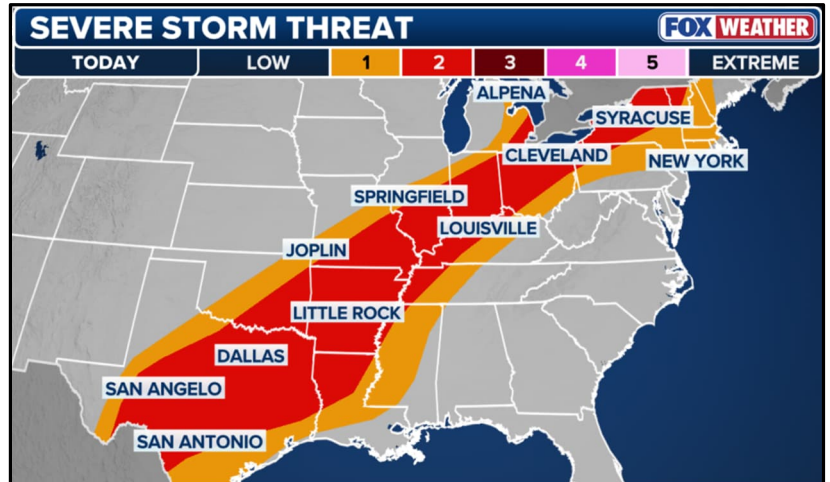 SEVERE STORM THREAT
FOX WEATHER
TODAY LOW 1 2 3 4 5 EXTREME
ALPENA
SYRACUSE
CLEVELAND
NEW YORK
SPRINGFIELD
LOUISVILLE
JOPLIN
LITTLE ROCK
DALLAS
SAN ANGELO
SAN ANTONIO